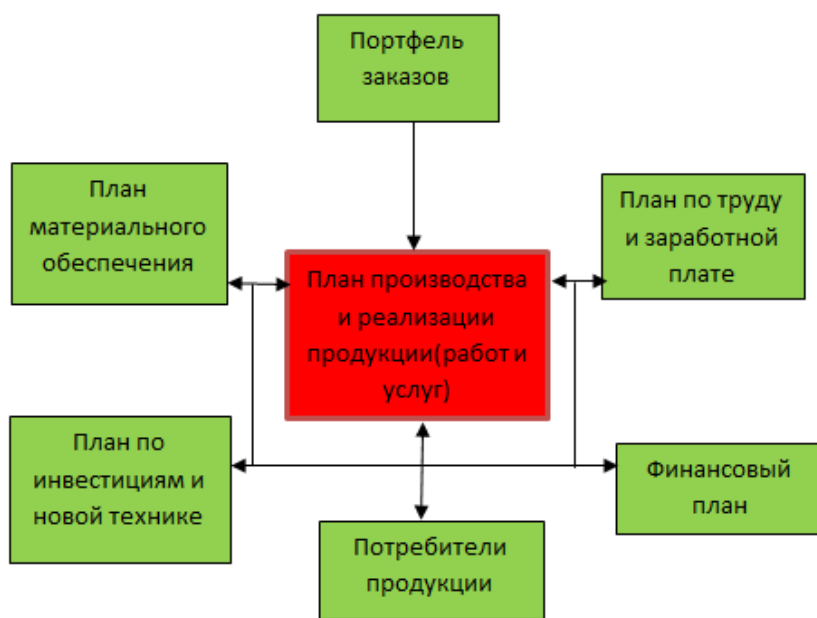 Портфель
заказов
План
материального
обеспечения
План по труду
и заработной
плате
План производства
и реализации
продукции(работ и
услуг)
План по
инвестициям и
новой технике
Финансовый
план
Потребители
продукции